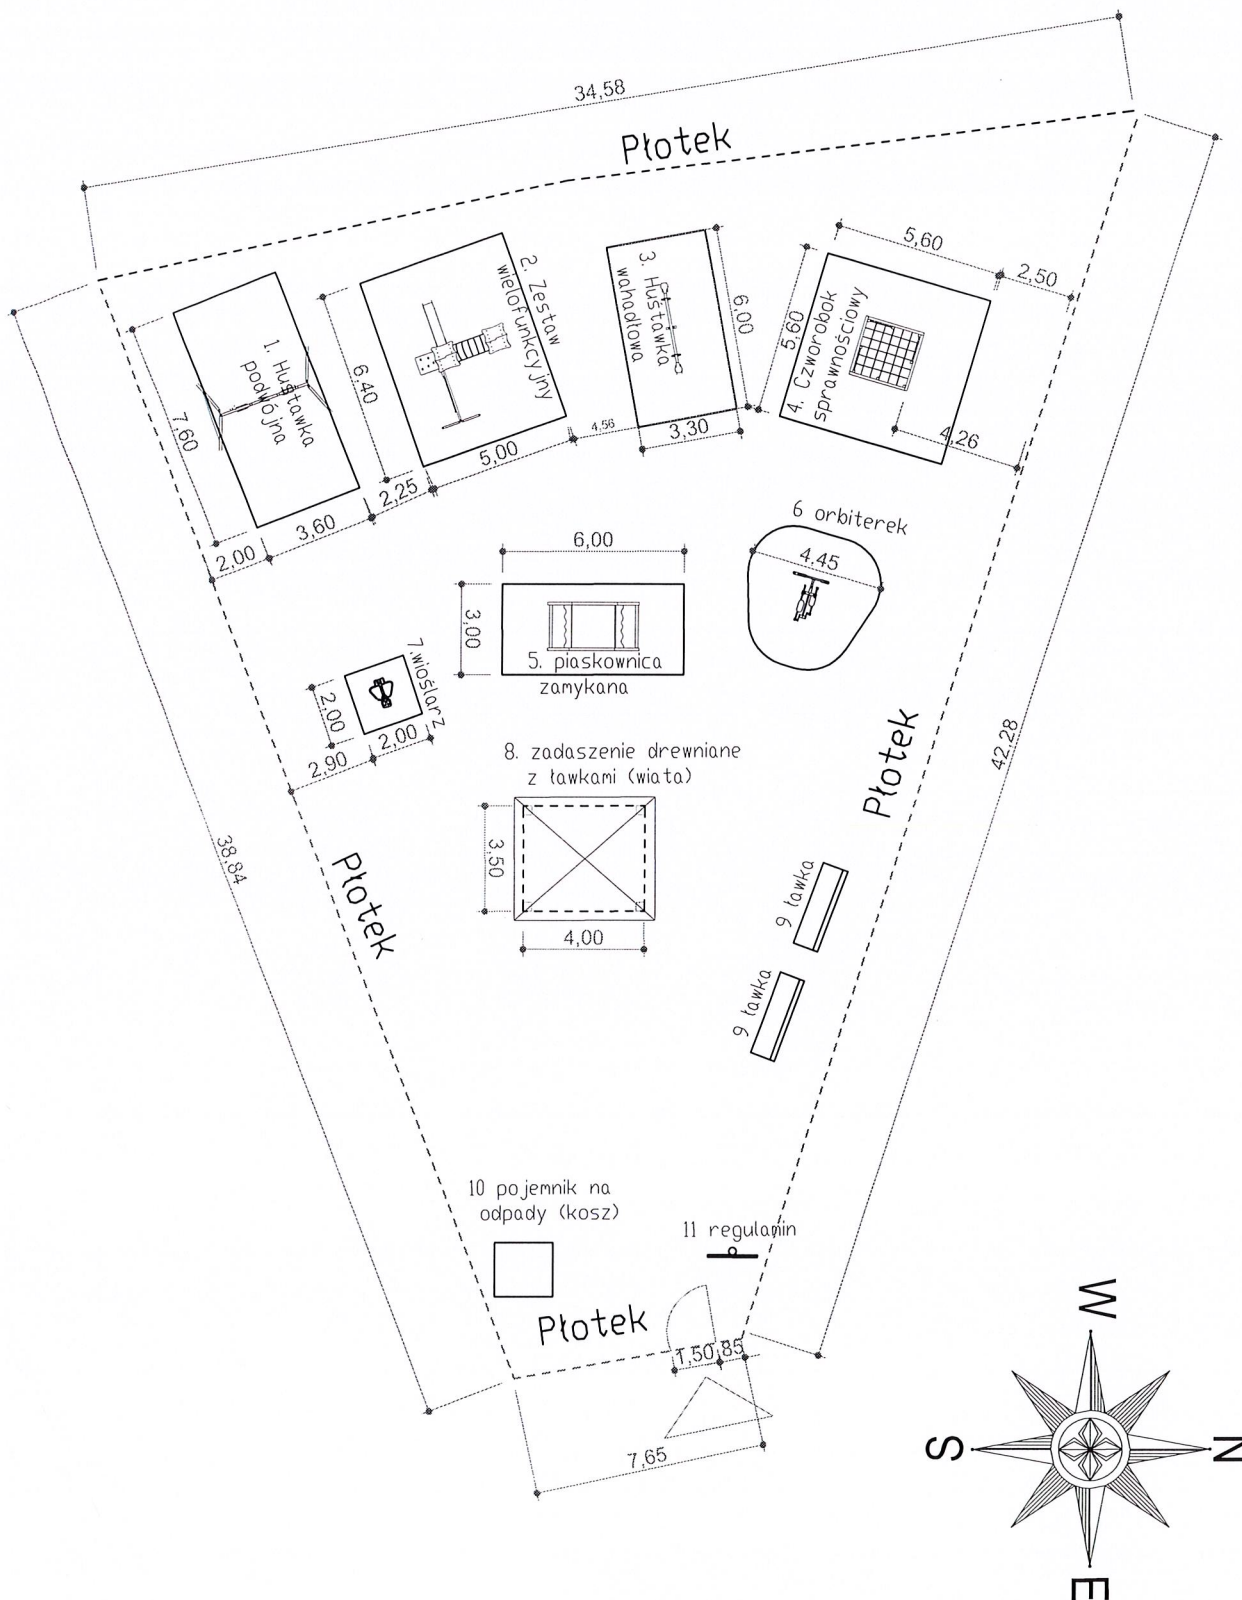 34,58
Płotek
5,60
2,50
2. Zestaw
wielofunkcyjny
3. Huśtawka
wahadłowa
6,00
5,60
4. Czworobok
sprawnościowy
1. Huśtawka
podwójna
7,60
6,40
4,56
3,30
4,26
5,00
2,25
3,60
2,00
6 orbiterek
4,45
6,00
3,00
5. piaskownica
zamykana
7.wioślarz
2,00
2,00
2,90
Płotek
42,28
8. zadaszenie drewniane
z ławkami (wiata)
3,50
4,00
38,84
Płotek
9 ławka
9 ławka
10 pojemnik na
odpady (kosz)
11 regulamin
Płotek
1,50
,85
7,65
W
S
N
E